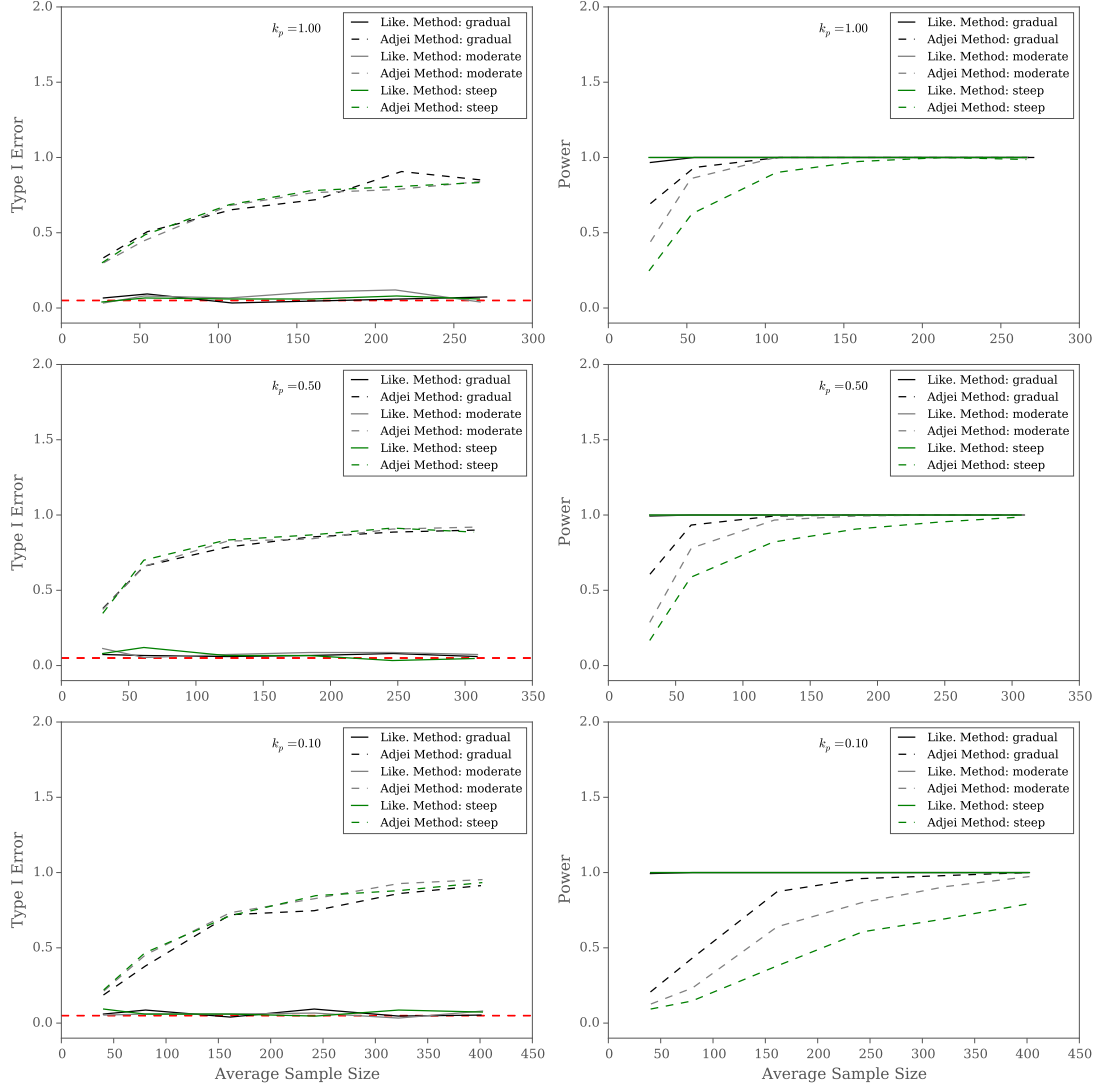 2.0
1.5
1.0
0.5
0.0
Type I Error
k_p =1.00
Like. Method: gradual
Adjei Method: gradual
Like. Method: moderate
Adjei Method: moderate
Like. Method: steep
Adjei Method: steep
0 50 100 150 200 250 300
2.0
1.5
1.0
0.5
0.0
Power
k_p =1.00
Like. Method: gradual
Adjei Method: gradual
Like. Method: moderate
Adjei Method: moderate
Like. Method: steep
Adjei Method: steep
0 50 100 150 200 250 300
2.0
1.5
1.0
0.5
0.0
Type I Error
k_p =0.50
Like. Method: gradual
Adjei Method: gradual
Like. Method: moderate
Adjei Method: moderate
Like. Method: steep
Adjei Method: steep
0 50 100 150 200 250 300 350
2.0
1.5
1.0
0.5
0.0
Power
k_p =0.50
Like. Method: gradual
Adjei Method: gradual
Like. Method: moderate
Adjei Method: moderate
Like. Method: steep
Adjei Method: steep
0 50 100 150 200 250 300 350
2.0
1.5
1.0
0.5
0.0
Type I Error
k_p =0.10
Like. Method: gradual
Adjei Method: gradual
Like. Method: moderate
Adjei Method: moderate
Like. Method: steep
Adjei Method: steep
0 50 100 150 200 250 300 350 400 450
Average Sample Size
2.0
1.5
1.0
0.5
0.0
Power
k_p =0.10
Like. Method: gradual
Adjei Method: gradual
Like. Method: moderate
Adjei Method: moderate
Like. Method: steep
Adjei Method: steep
0 50 100 150 200 250 300 350 400 450
Average Sample Size